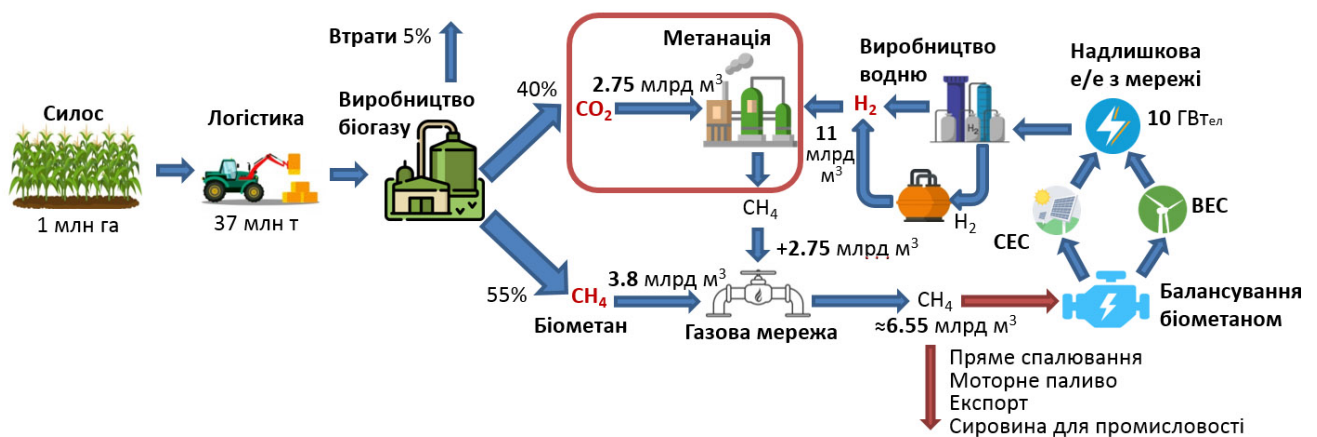 Силос
1 млн га
Логістика
37 млн т
Втрати 5%
Виробництво
біогазу
40%
55%
Метанація
CO₂
2.75 млрд м³
CH₄
+2.75 млрд м³
11
млрд
м³
H₂
Виробництво
водню
H₂
H₂
Надлишкова
е/е з мережі
10 ГВтел
СЕС
ВЕС
CH₄
Біометан
3.8 млрд м³
Газова мережа
CH₄
≈6.55 млрд м³
Балансування
біометаном
Пряме спалювання
Моторне паливо
Експорт
Сировина для промисловості